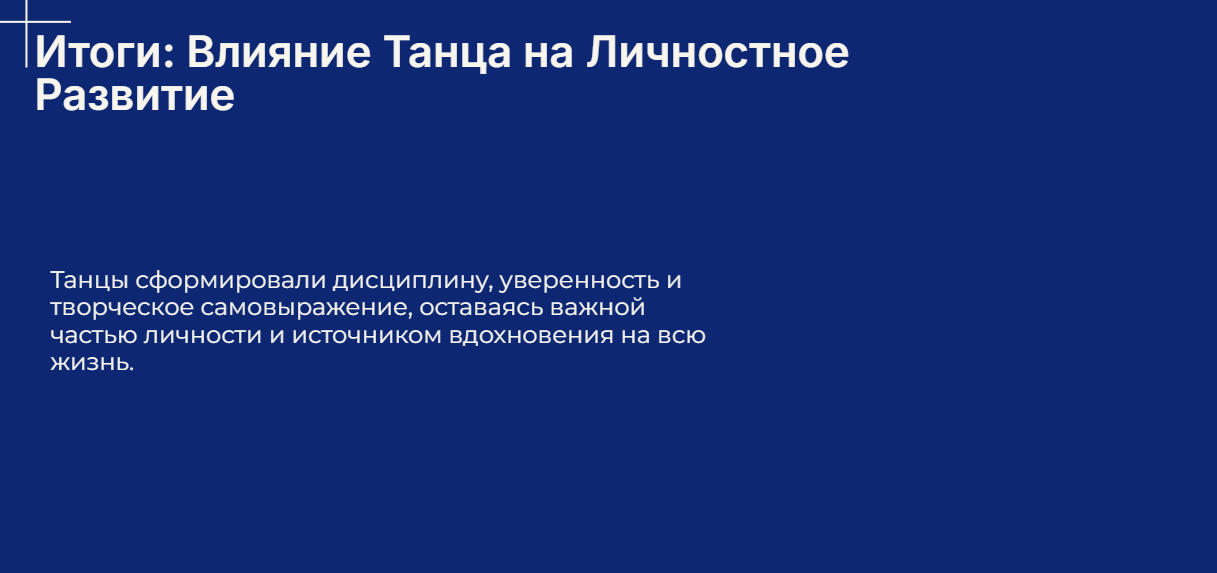 Итоги: Влияние Танца на Личностное
Развитие
Танцы сформировали дисциплину, уверенность и
творческое самовыражение, оставаясь важной
частью личности и источником вдохновения на всю
жизнь.